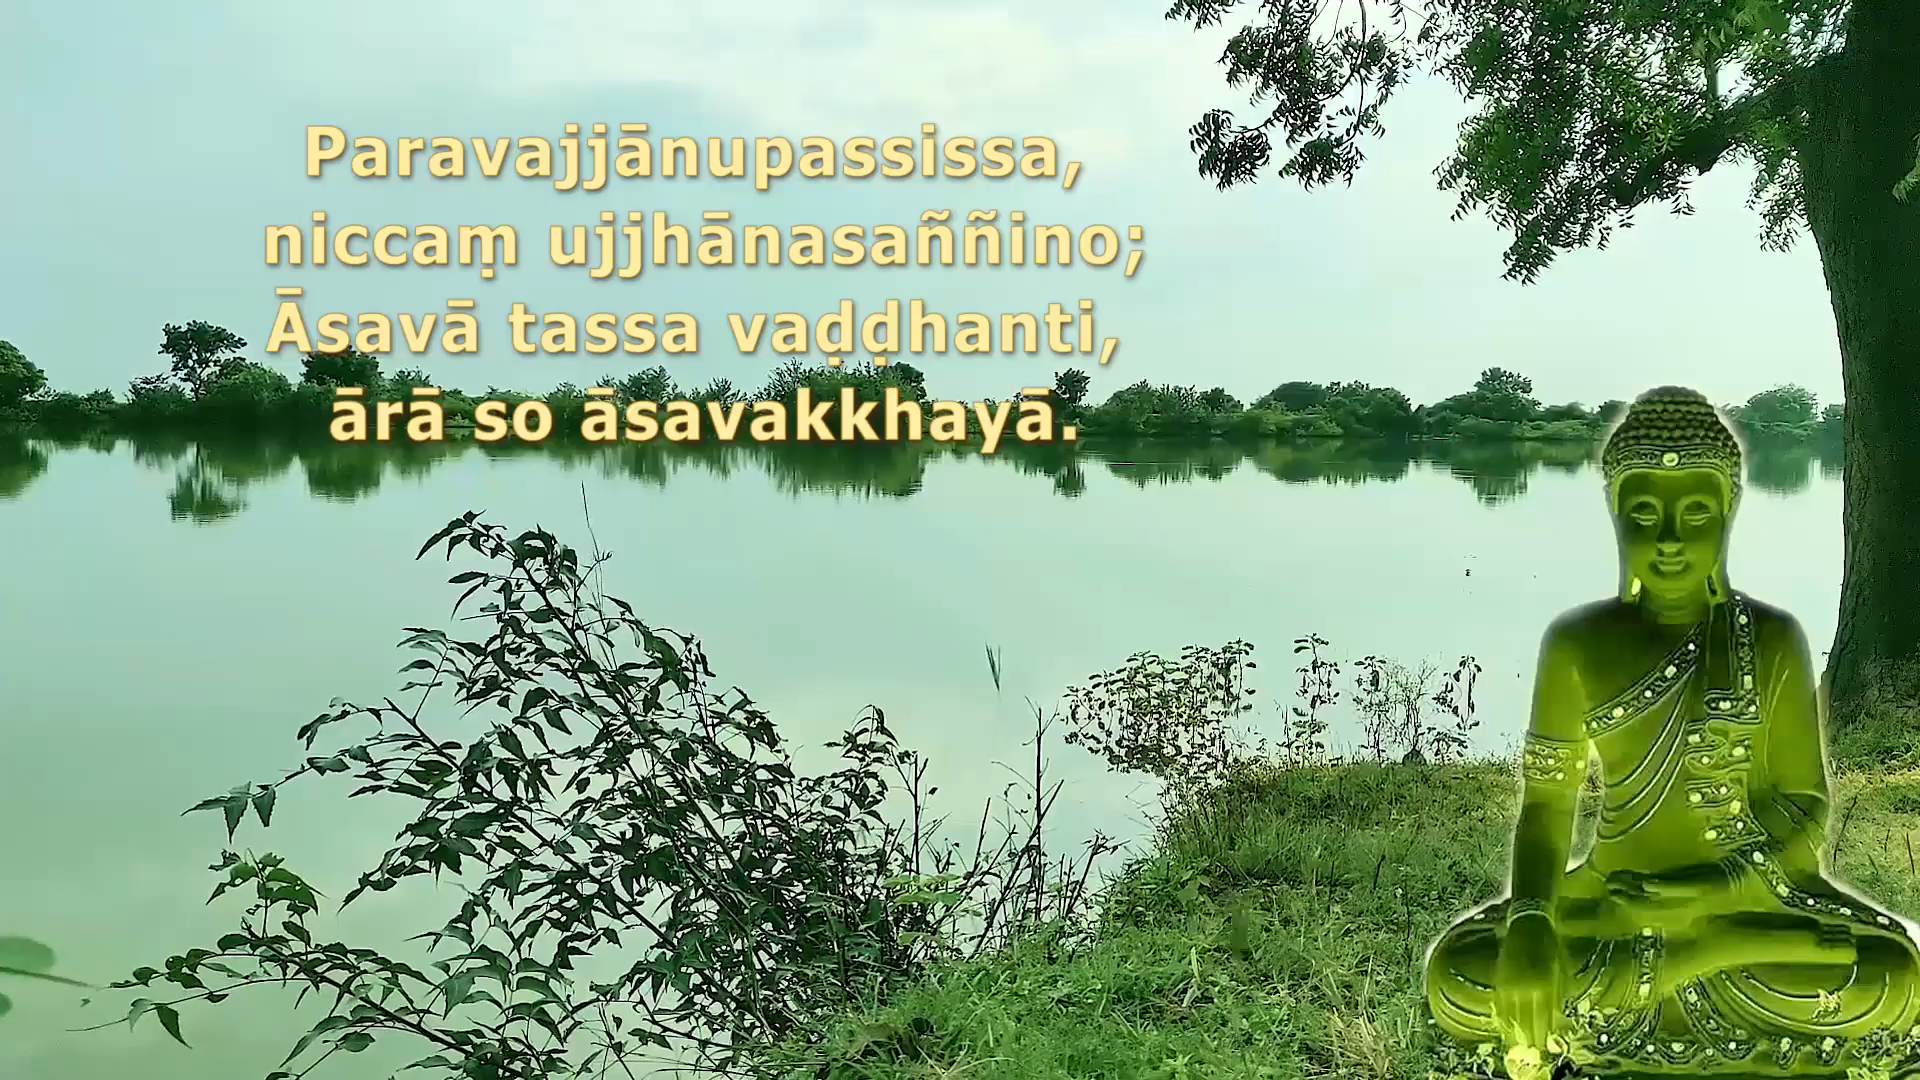 Paravajjānupassissa,
niccaṃ ujjhānasaññino;
Āsavā tassa vaḍḍhanti,
ārā so āsavakkhayā.